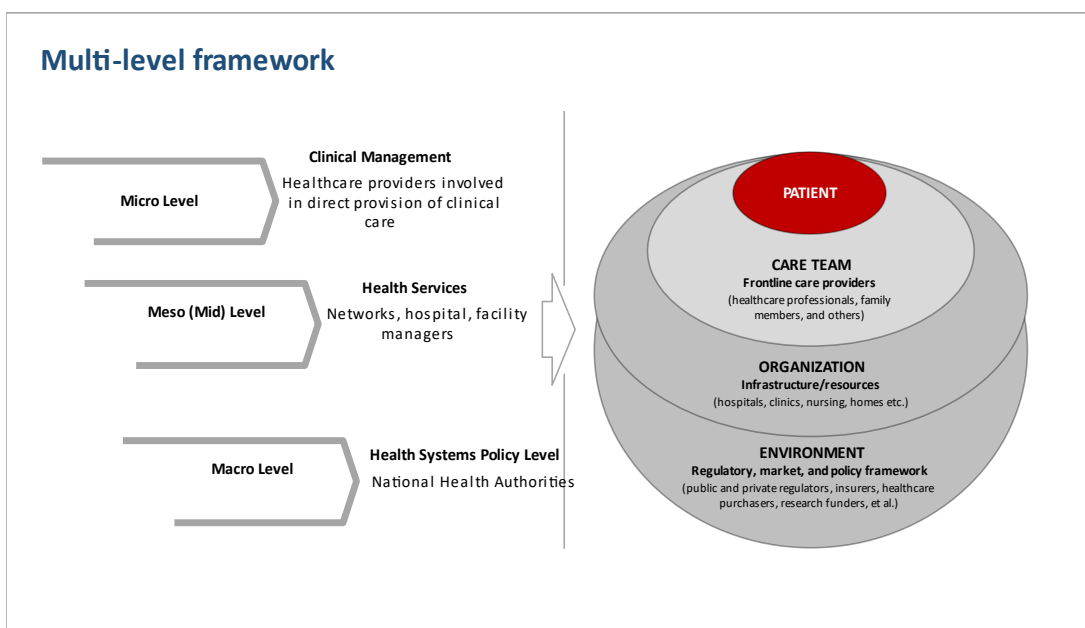 Multi-level framework
Micro Level
Clinical Management
Healthcare providers involved
in direct provision of clinical
care
Meso (Mid) Level
Health Services
Networks, hospital, facility
managers
Macro Level
Health Systems Policy Level
National Health Authorities
PATIENT
CARE TEAM
Frontline care providers
(healthcare professionals, family
members, and others)
ORGANIZATION
Infrastructure/resources
(hospitals, clinics, nursing, homes etc.)
ENVIRONMENT
Regulatory, market, and policy framework
(public and private regulators, insurers, healthcare
purchasers, research funders, et al.)